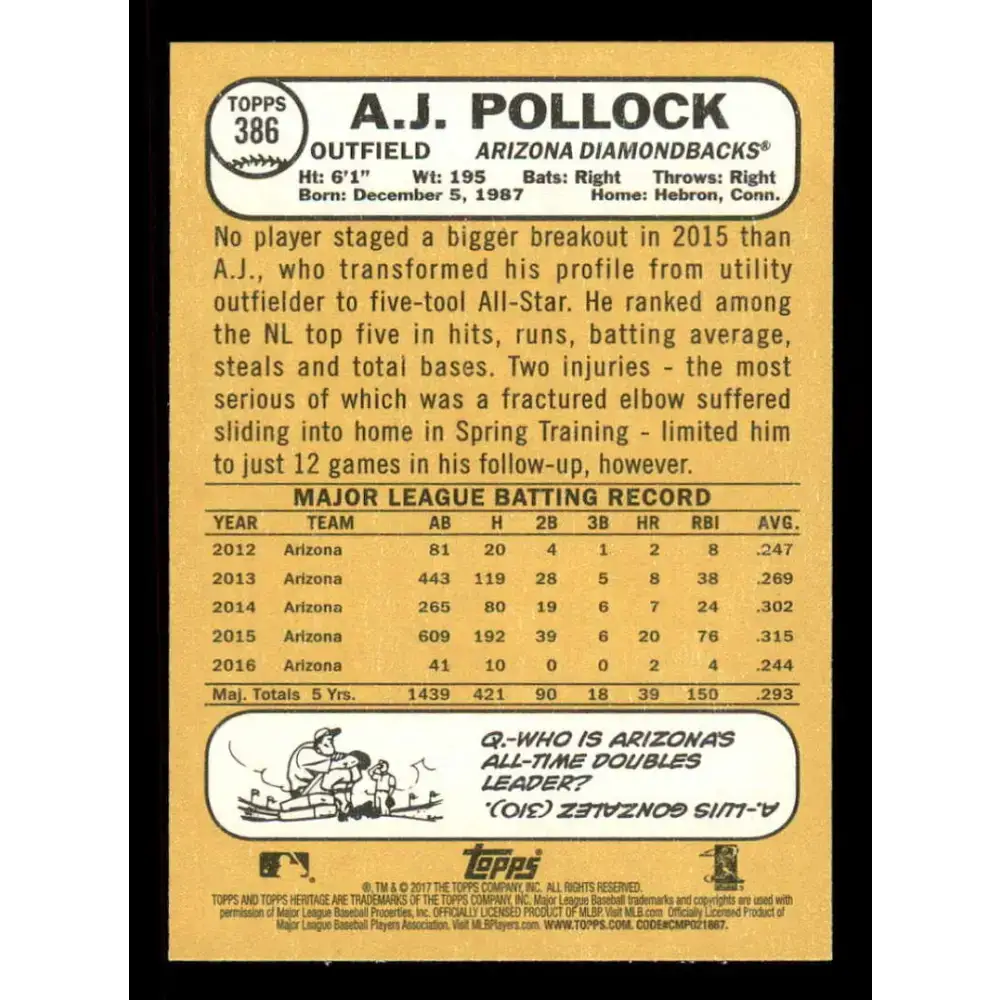 TOPPS
386
A.J. POLLOCK
OUTFIELD ARIZONA DIAMONDBACKS®
Ht: 6'1" Wt: 195 Bats: Right Throws: Right
Born: December 5, 1987 Home: Hebron, Conn.
No player staged a bigger breakout in 2015 than
A.J., who transformed his profile from utility
outfielder to five-tool All-Star. He ranked among
the NL top five in hits, runs, batting average,
steals and total bases. Two injuries - the most
serious of which was a fractured elbow suffered
sliding into home in Spring Training - limited him
to just 12 games in his follow-up, however.
MAJOR LEAGUE BATTING RECORD
YEAR TEAM AB H 2B 3B HR RBI AVG.
2012 Arizona 81 20 4 1 2 8 .247
2013 Arizona 443 119 28 5 8 38 .269
2014 Arizona 265 80 19 6 7 24 .302
2015 Arizona 609 192 39 6 20 76 .315
2016 Arizona 41 10 0 0 2 4 .244
Maj. Totals 5 Yrs. 1439 421 90 18 39 150 .293
Q.-WHO IS ARIZONA'S
ALL-TIME DOUBLES
LEADER?
A.-LUIS GONZALEZ (310).
TOPPS
®, TM & © 2017 THE TOPPS COMPANY, INC. ALL RIGHTS RESERVED.
TOPPS AND TOPPS HERITAGE ARE TRADEMARKS OF THE TOPPS COMPANY, INC. Major League Baseball trademarks and copyrights are used with
permission of Major League Baseball Properties, Inc. OFFICIALLY LICENSED PRODUCT OF MLBP. Visit MLB.com Officially Licensed Product of
Major League Baseball Players Association. Visit MLBPlayers.com. WWW.TOPPS.COM. CODE#CMP021867.